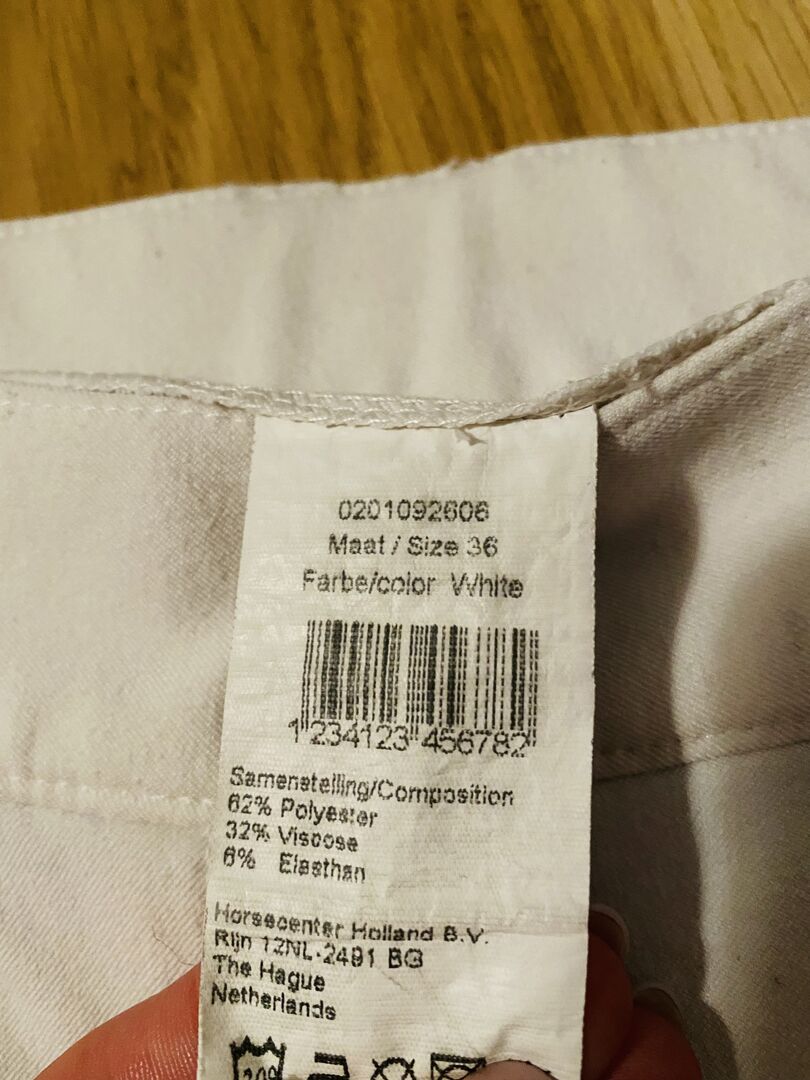 0201092606
Maat / Size 36
Farbe/color White
1 234123 456782
Samenstelling/Composition
62% Polyester
32% Viscose
6% Elasthan
Horsecenter Holland B.V.
Rijn 12NL-2491 BG
The Hague
Netherlands